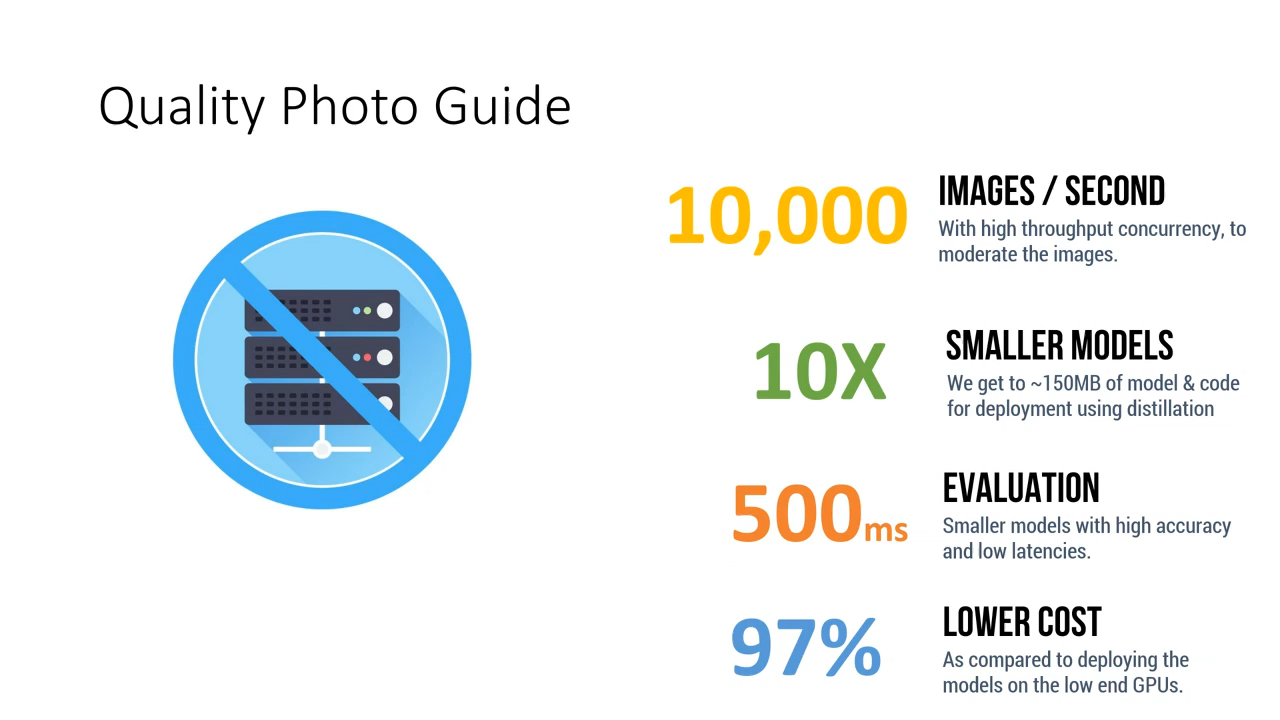 Quality Photo Guide
10,000
IMAGES / SECOND
With high throughput concurrency, to
moderate the images.
10X
SMALLER MODELS
We get to ~150MB of model & code
for deployment using distillation
500ms
EVALUATION
Smaller models with high accuracy
and low latencies.
97%
LOWER COST
As compared to deploying the
models on the low end GPUs.